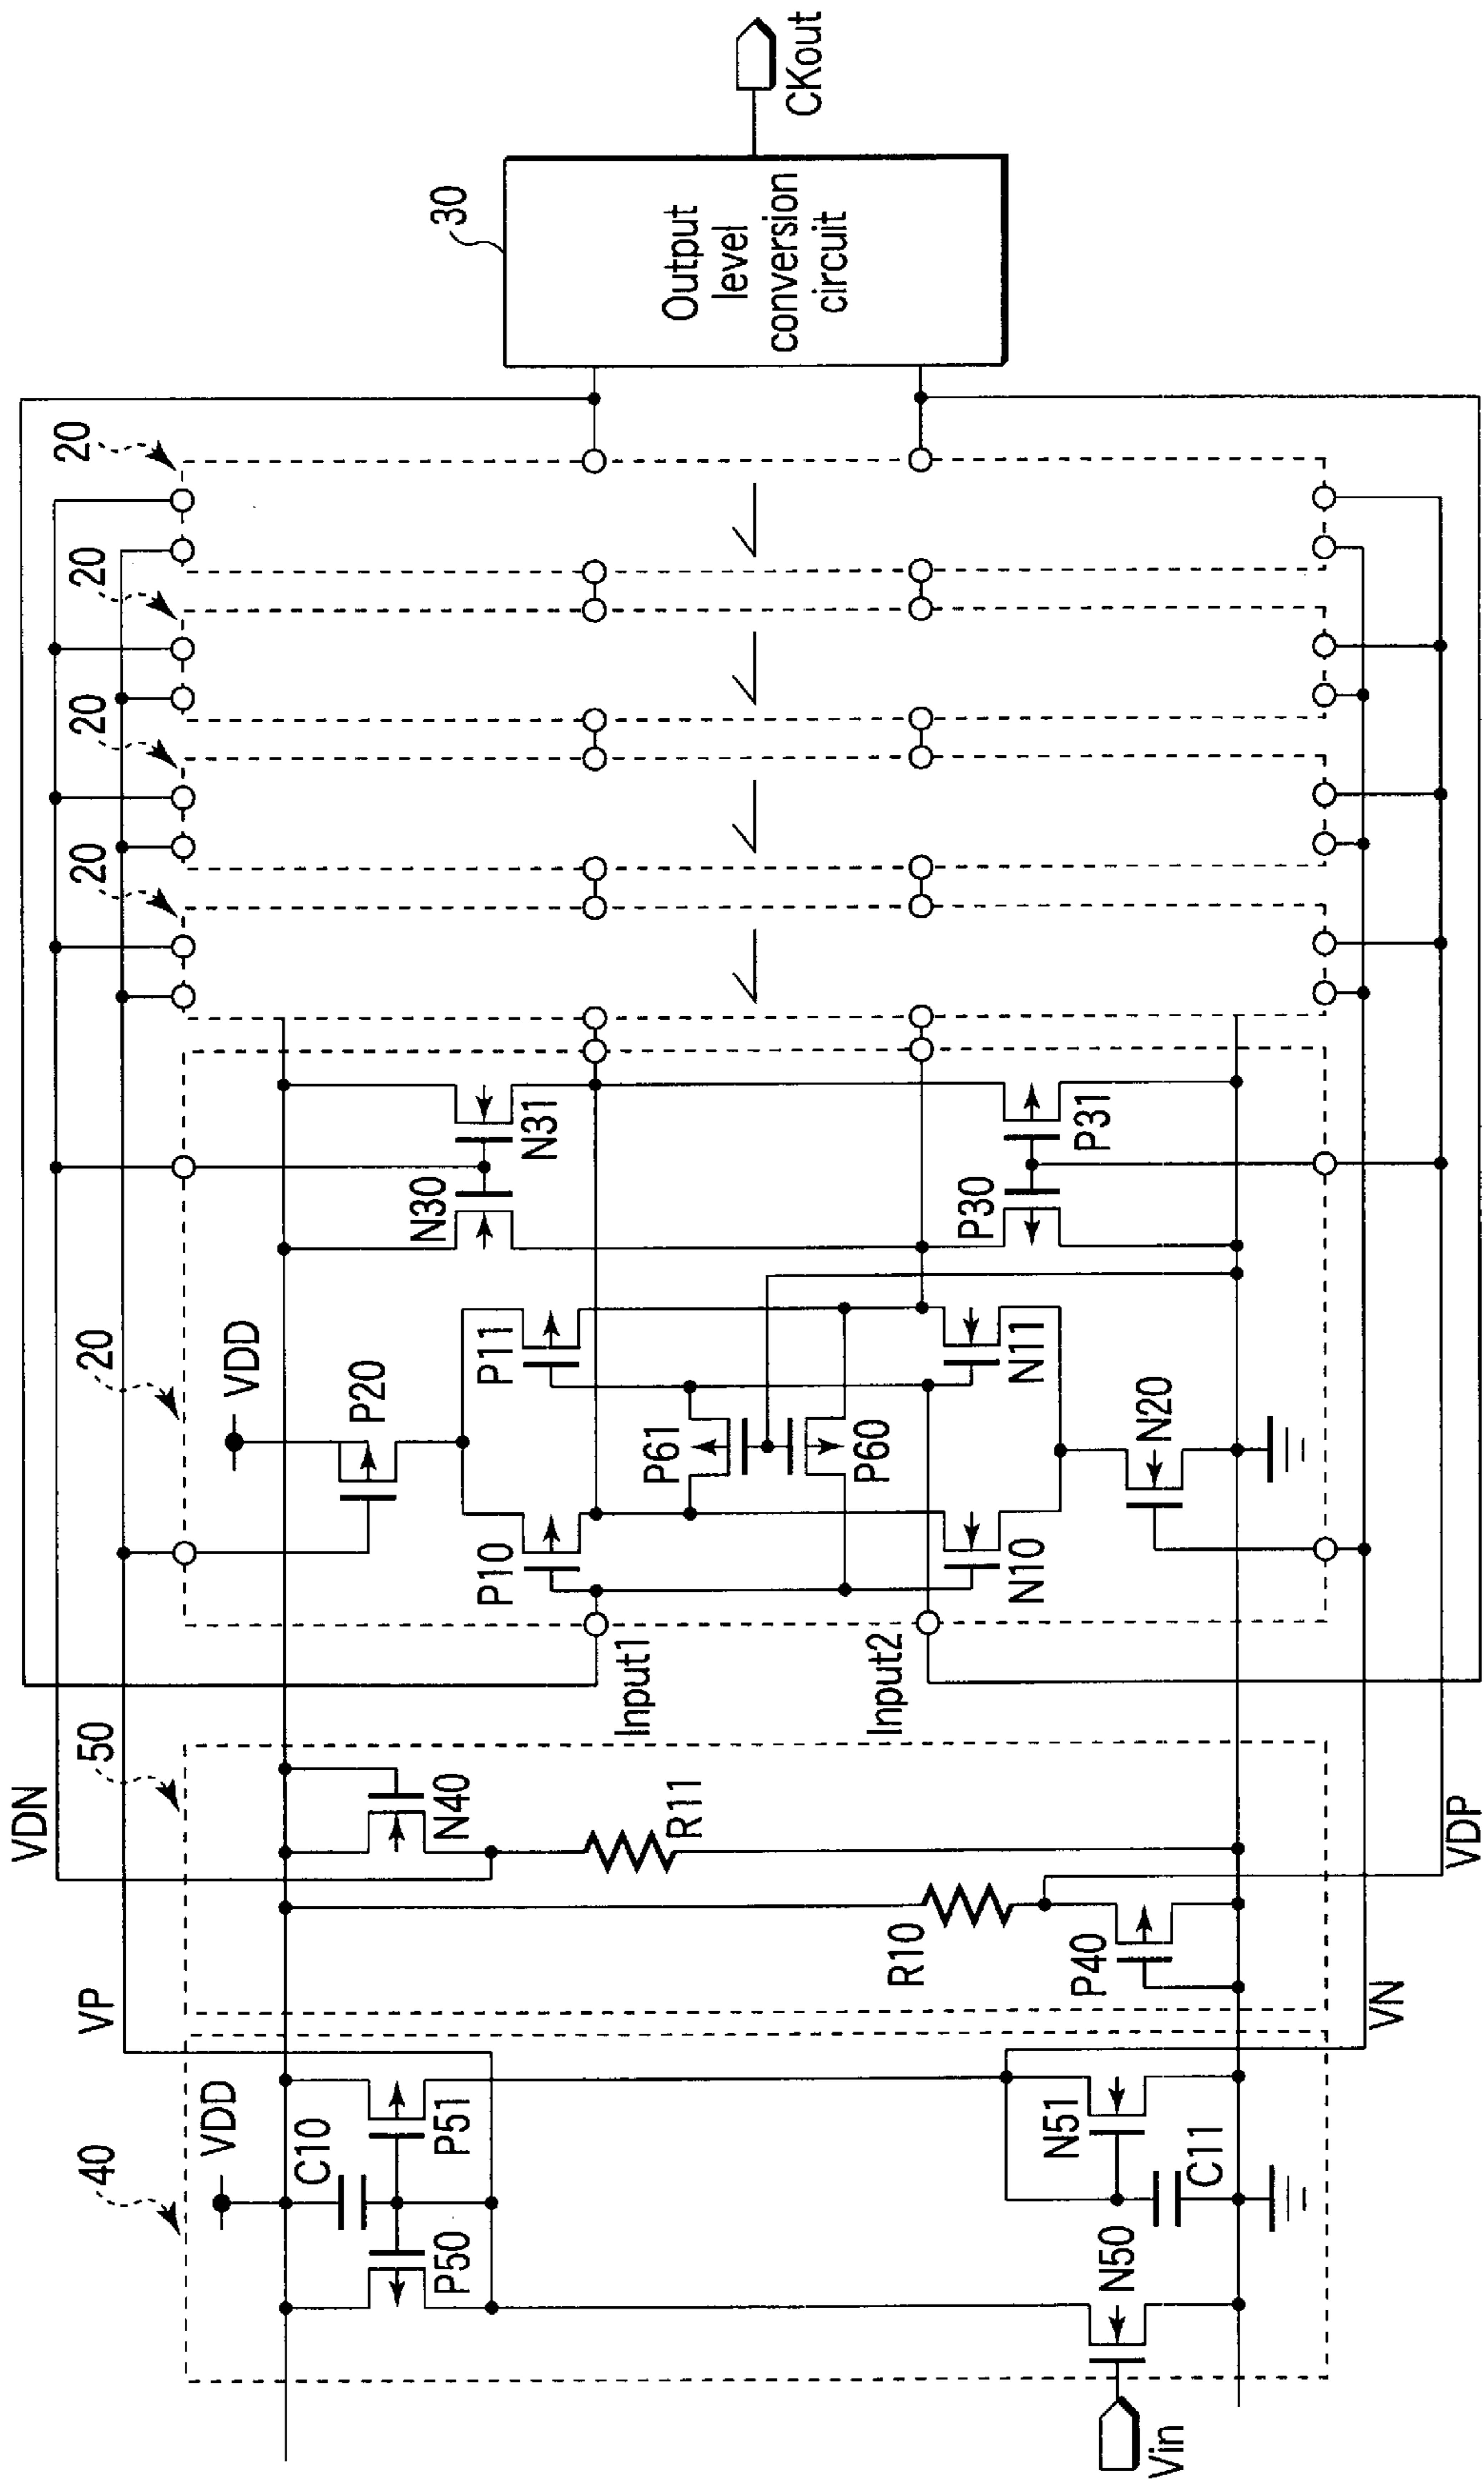 40
VDD
C10
P50
P51
N50
N51
C11
Vin
VP
VN
50
VDN
N40
R11
R10
P40
VDP
Input1
Input2
20
VDD
P20
P10
P11
P61
P60
N10
N11
N20
N30
N31
P30
P31
20
20
20
20
30
Output
level
conversion
circuit
CKout